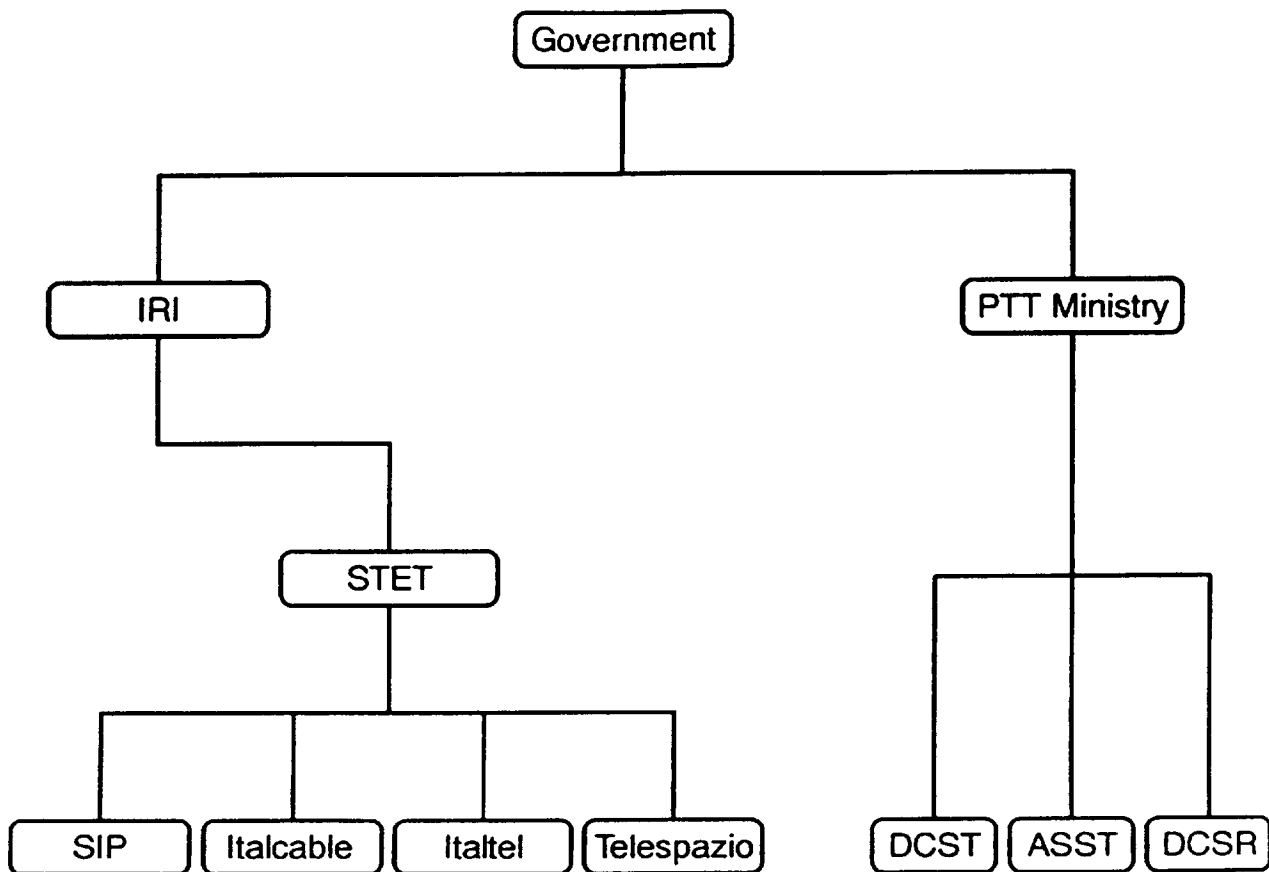 Government
IRI
PTT Ministry
STET
SIP
Italcable
Italtel
Telespazio
DCST
ASST
DCSR